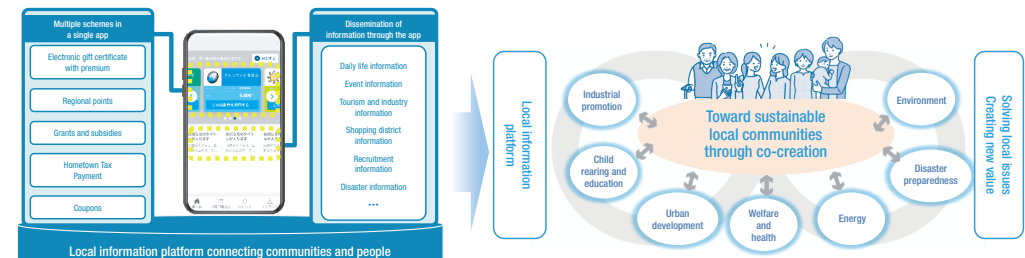 Multiple schemes in
a single app
Electronic gift certificate
with premium
Regional points
Grants and subsidies
Hometown Tax
Payment
Coupons
Dissemination of
information through the app
Daily life information
Event information
Tourism and industry
information
Shopping district
information
Recruitment
information
Disaster information
•••
Local information platform connecting communities and people
Local information
platform
Industrial
promotion
Child
rearing and
education
Urban
development
Welfare
and
health
Energy
Disaster
preparedness
Environment
Toward sustainable
local communities
through co-creation
Solving local issues
Creating new value